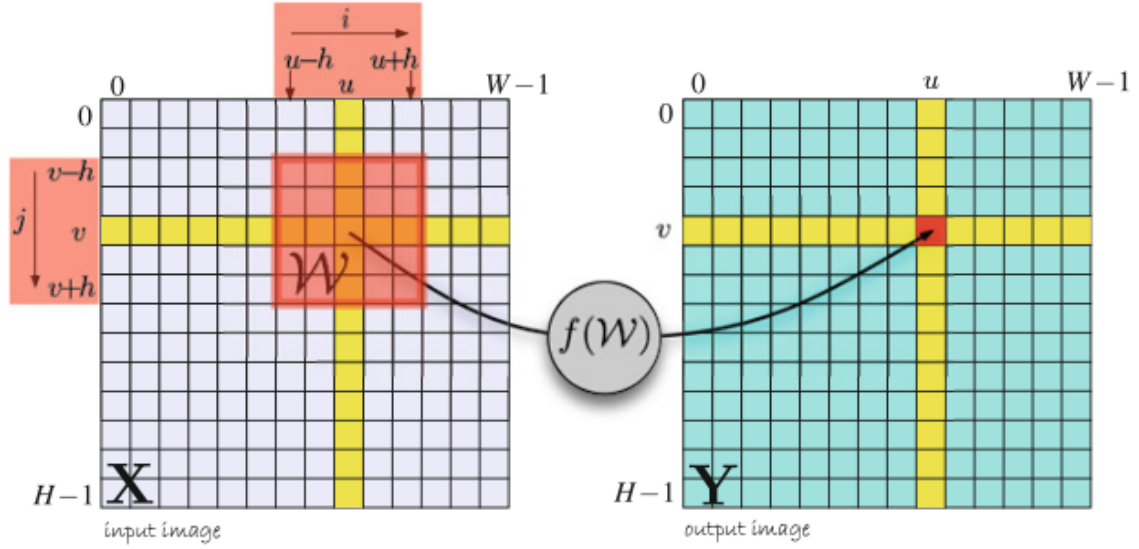 i
u−h u+h
0 u W−1
0
v−h
j
v
v+h
𝒲
H−1
X
input image
f(𝒲)
0 u W−1
0
v
H−1
Y
output image